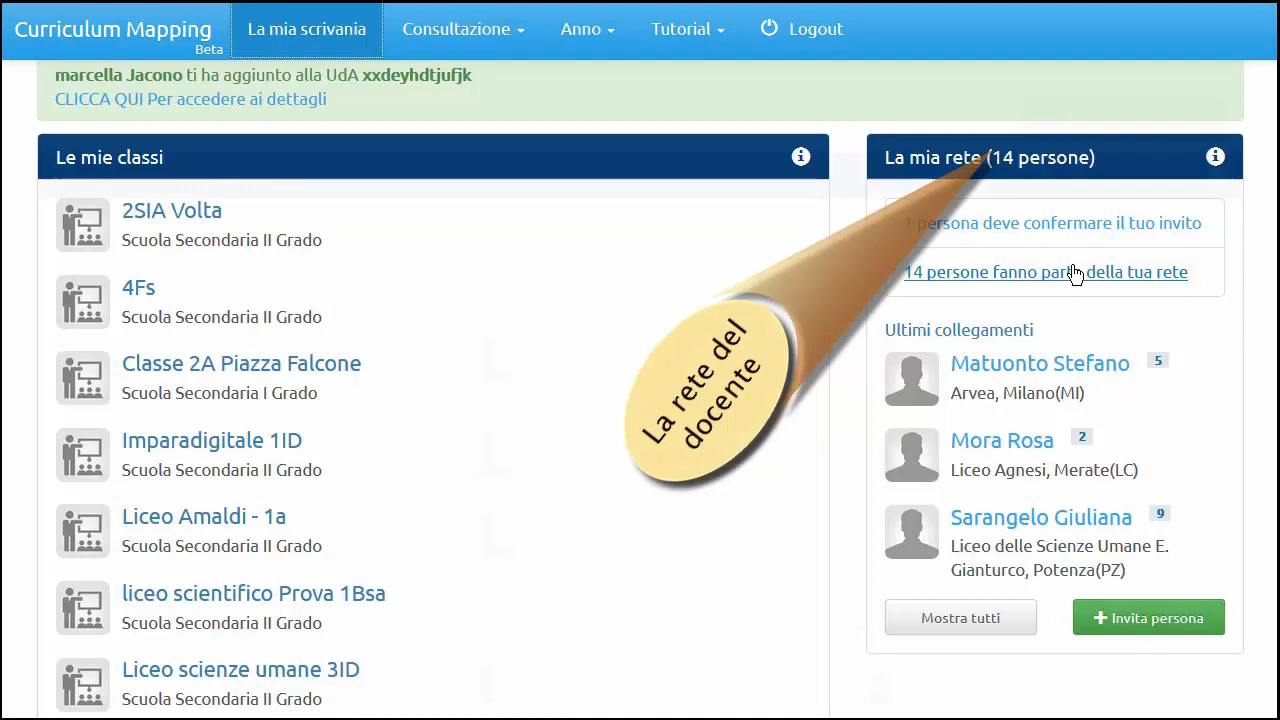 Curriculum Mapping
Beta
La mia scrivania
Consultazione
Anno
Tutorial
Logout
marcella Jacono ti ha aggiunto alla UdA xxdeyhdtjufjk
CLICCA QUI Per accedere ai dettagli
Le mie classi
2SIA Volta
Scuola Secondaria II Grado
4Fs
Scuola Secondaria II Grado
Classe 2A Piazza Falcone
Scuola Secondaria I Grado
Imparadigitale 1ID
Scuola Secondaria II Grado
Liceo Amaldi - 1a
Scuola Secondaria II Grado
liceo scientifico Prova 1Bsa
Scuola Secondaria II Grado
Liceo scienze umane 3ID
Scuola Secondaria II Grado
La rete del
docente
La mia rete (14 persone)
1 persona deve confermare il tuo invito
14 persone fanno parte della tua rete
Ultimi collegamenti
Matuonto Stefano 5
Arvea, Milano(MI)
Mora Rosa 2
Liceo Agnesi, Merate(LC)
Sarangelo Giuliana 9
Liceo delle Scienze Umane E.
Gianturco, Potenza(PZ)
Mostra tutti
Invita persona